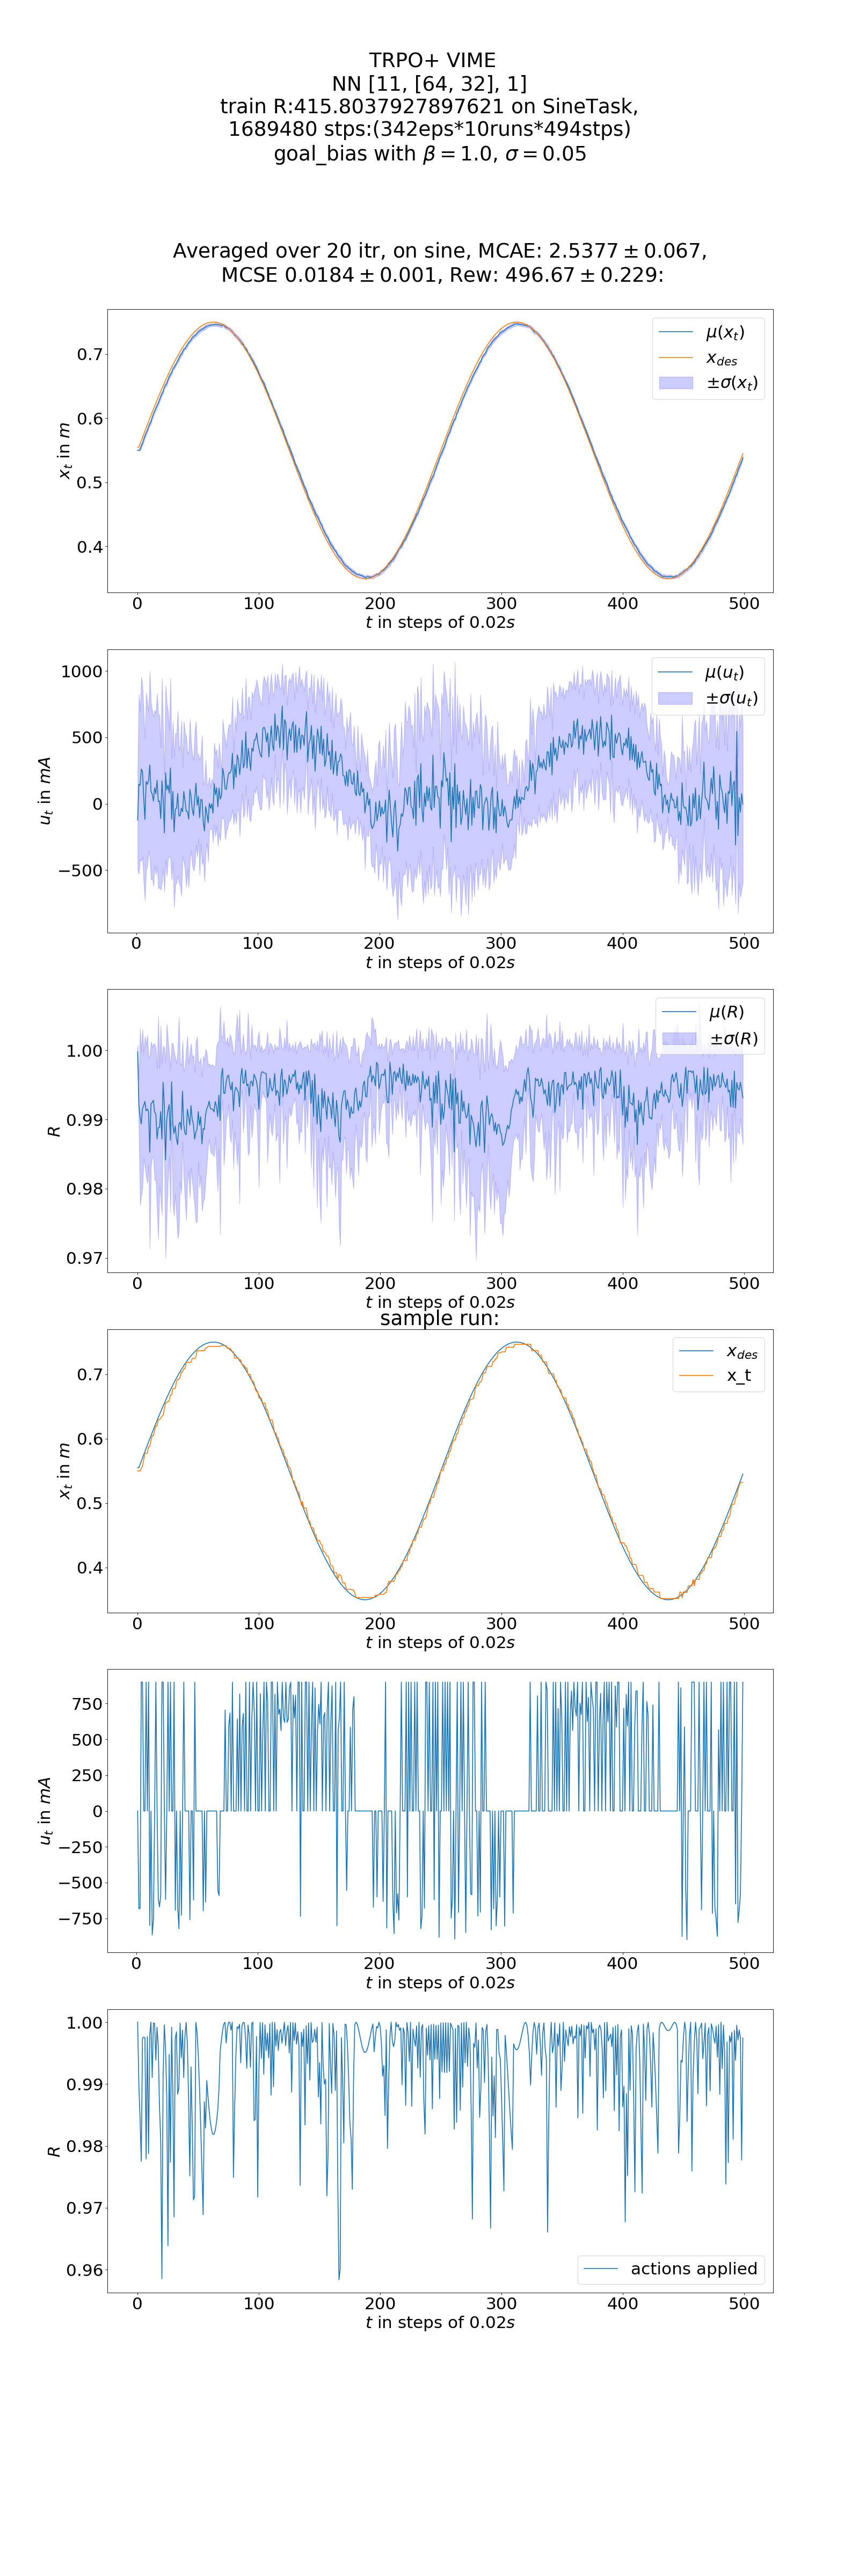 TRPO+ VIME
NN [11, [64, 32], 1]
train R:415.8037927897621 on SineTask,
1689480 stps:(342eps*10runs*494stps)
goal_bias with β = 1.0, σ = 0.05
Averaged over 20 itr, on sine, MCAE: 2.5377 ± 0.067,
MCSE 0.0184 ± 0.001, Rew: 496.67 ± 0.229:
0.7
0.6
0.5
0.4
x_t in m
μ(x_t)
x_des
±σ(x_t)
0 100 200 300 400 500
t in steps of 0.02s
1000
500
0
−500
u_t in mA
μ(u_t)
±σ(u_t)
0 100 200 300 400 500
t in steps of 0.02s
1.00
0.99
0.98
0.97
R
μ(R)
±σ(R)
0 100 200 300 400 500
t in steps of 0.02s
sample run:
0.7
0.6
0.5
0.4
x_t in m
x_des
x_t
0 100 200 300 400 500
t in steps of 0.02s
750
500
250
0
−250
−500
−750
u_t in mA
0 100 200 300 400 500
t in steps of 0.02s
1.00
0.99
0.98
0.97
0.96
R
actions applied
0 100 200 300 400 500
t in steps of 0.02s